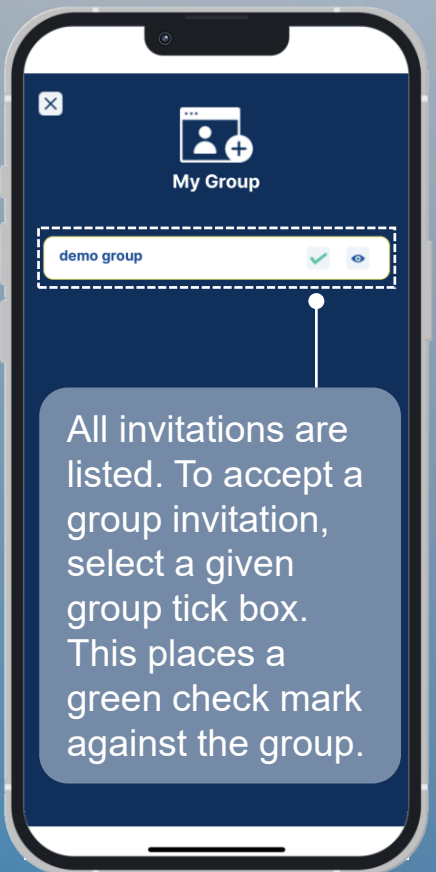 My Group
demo group
All invitations are
listed. To accept a
group invitation,
select a given
group tick box.
This places a
green check mark
against the group.